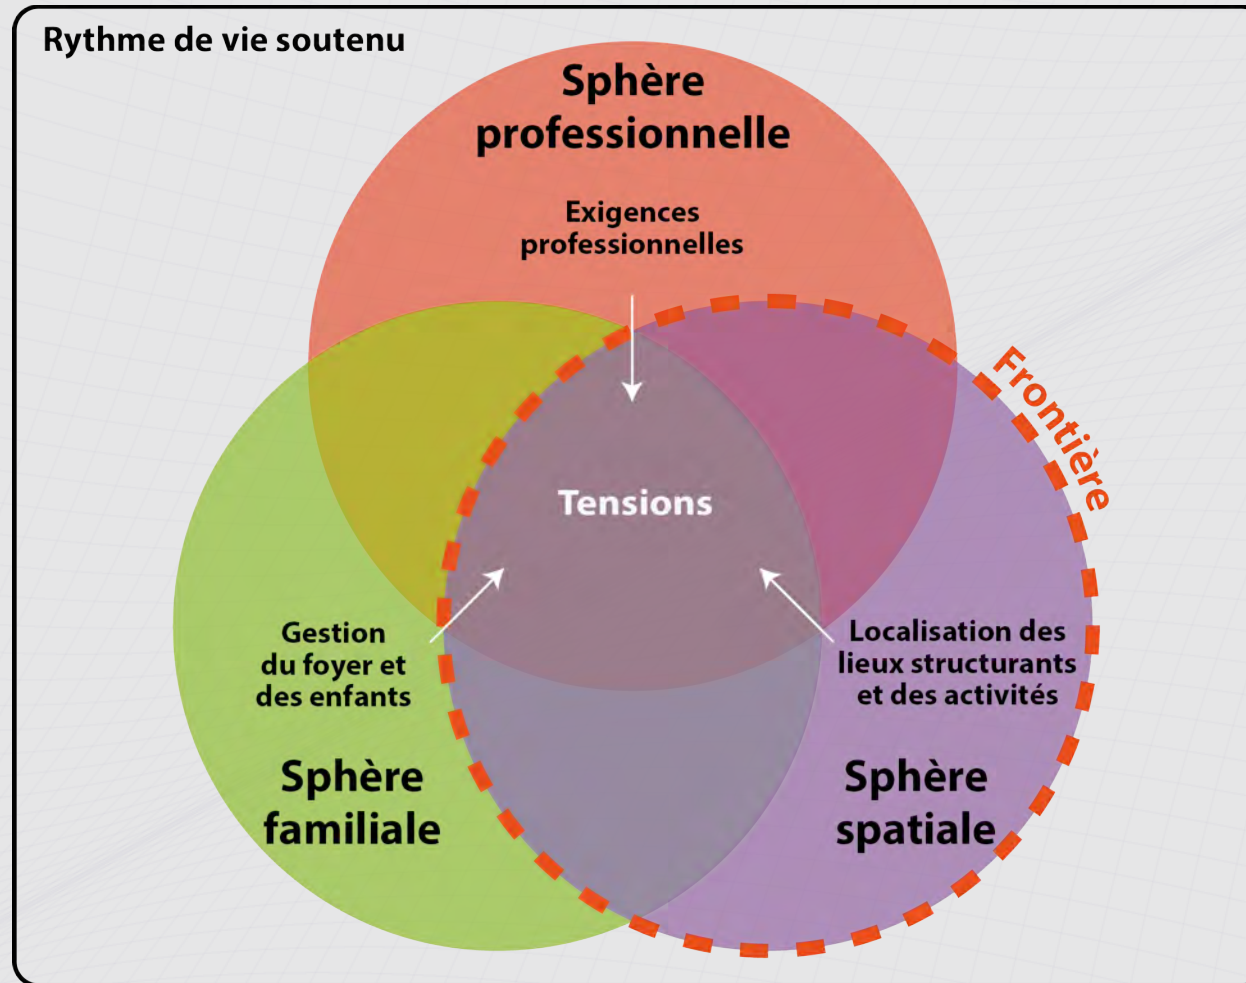 Rythme de vie soutenu
Sphère
professionnelle
Exigences
professionnelles
Frontière
Tensions
Gestion
du foyer et
des enfants
Localisation des
lieux structurants
et des activités
Sphère
familiale
Sphère
spatiale